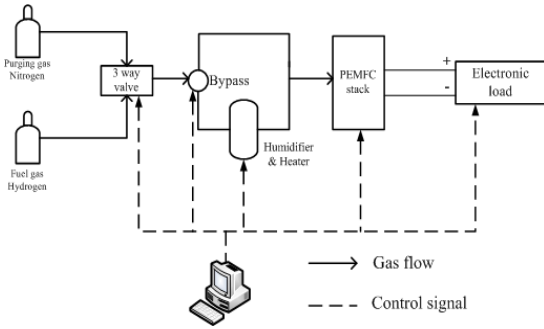 Purging gas
Nitrogen
3 way
valve
Fuel gas
Hydrogen
Bypass
Humidifier
& Heater
PEMFC
stack
+
-
Electronic
load
Gas flow
Control signal